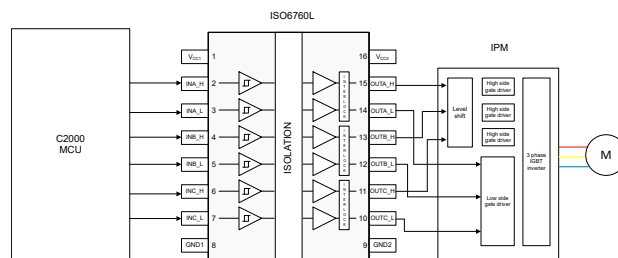 ISO6760L
C2000
MCU
VCC1
1
INA_H
2
INA_L
3
INB_H
4
INB_L
5
INC_H
6
INC_L
7
GND1
8
ISOLATION
INTERLOCK
INTERLOCK
INTERLOCK
16
VCC2
15
OUTA_H
14
OUTA_L
13
OUTB_H
12
OUTB_L
11
OUTC_H
10
OUTC_L
9
GND2
IPM
Level
shift
High side
gate driver
High side
gate driver
High side
gate driver
Low side
gate driver
3 phase
IGBT
inverter
M